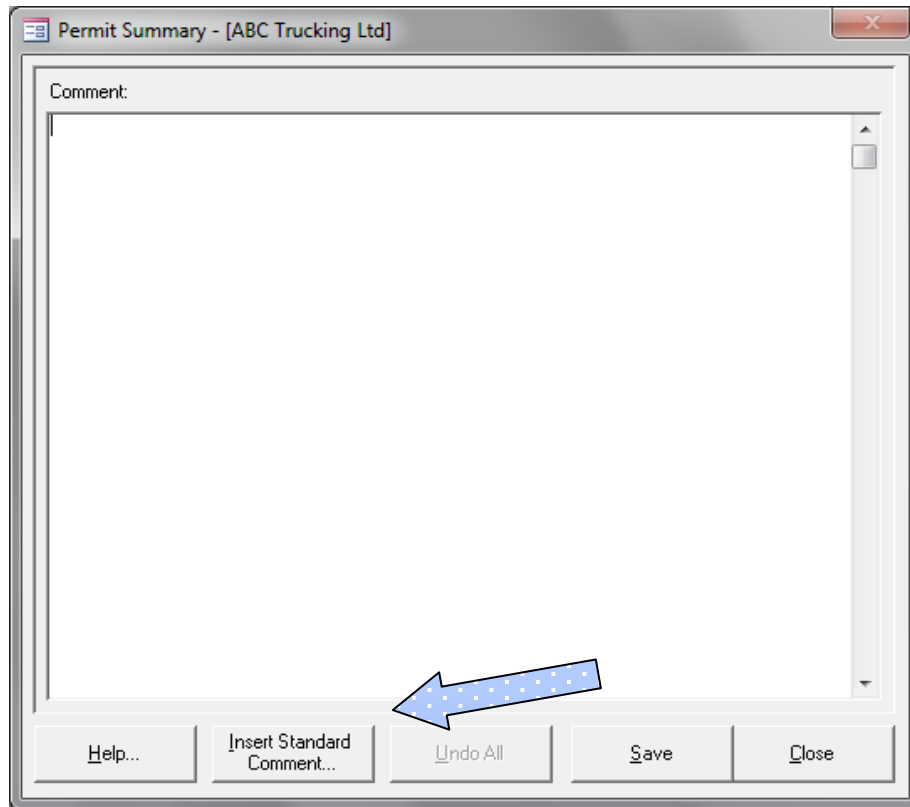 Permit Summary - [ABC Trucking Ltd]
Comment:
Help...
Insert Standard
Comment...
Undo All
Save
Close